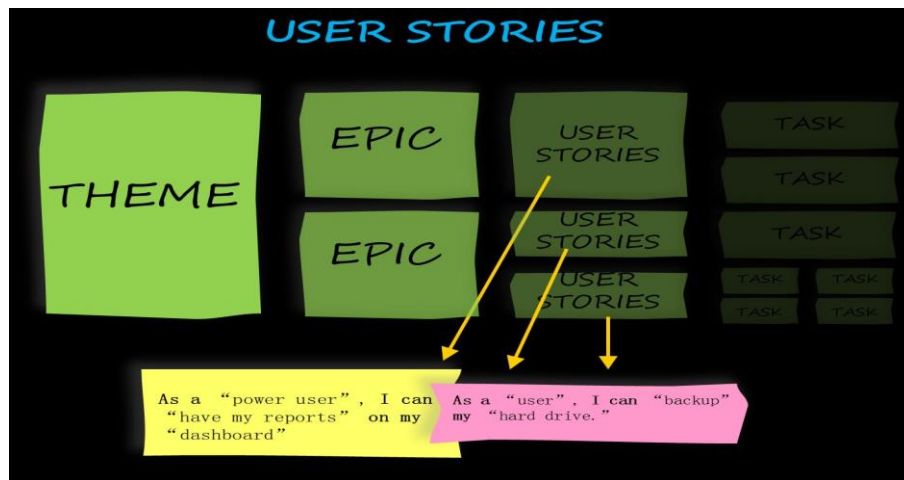 USER STORIES
THEME
EPIC
EPIC
USER
STORIES
USER
STORIES
USER
STORIES
TASK
TASK
TASK
TASK
TASK
TASK
TASK
As a “power user”, I can
“have my reports” on my
“dashboard”
As a “user”, I can “backup”
my “hard drive.”